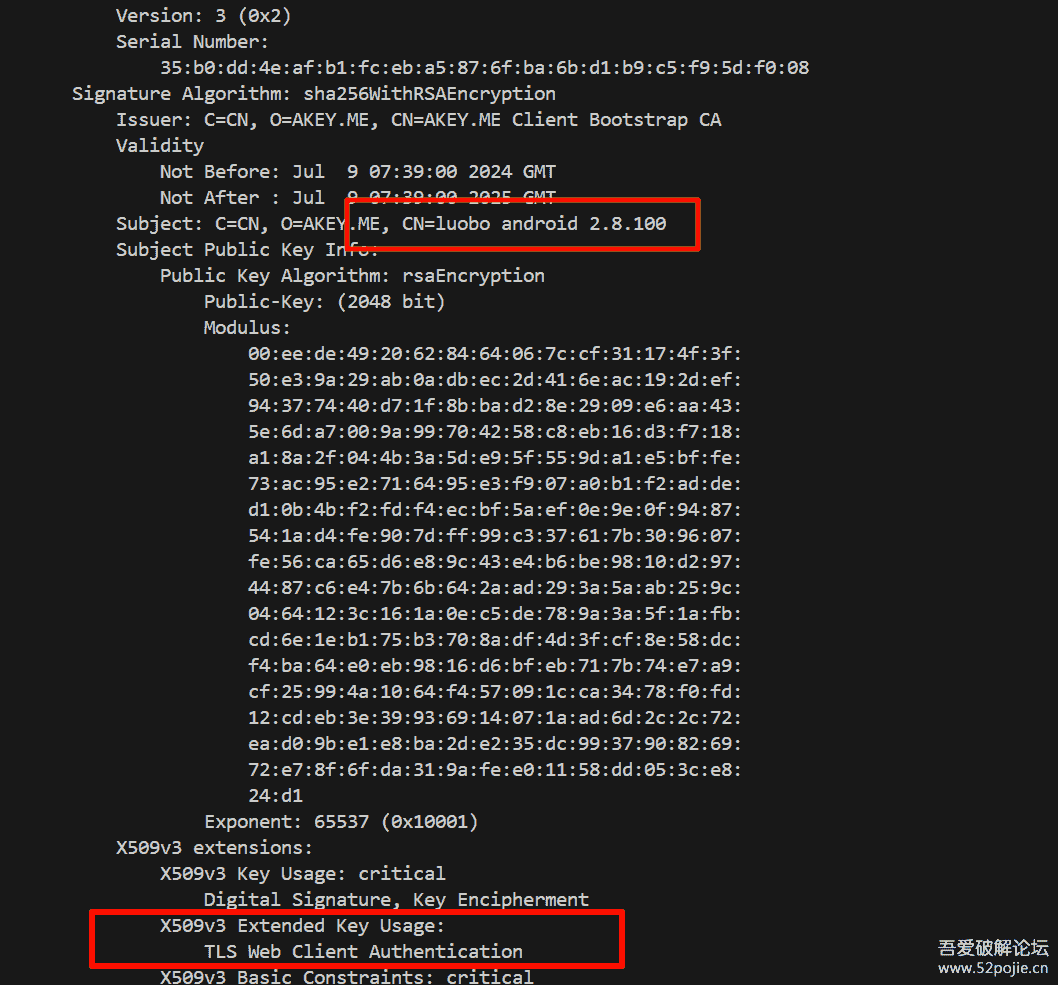 Version: 3 (0x2)
Serial Number:
35:b0:dd:4e:af:b1:fc:eb:a5:87:6f:ba:6b:d1:b9:c5:f9:5d:f0:08
Signature Algorithm: sha256WithRSAEncryption
Issuer: C=CN, O=AKEY.ME, CN=AKEY.ME Client Bootstrap CA
Validity
Not Before: Jul  9 07:39:00 2024 GMT
Not After : Jul  9 07:39:00 2025 GMT
Subject: C=CN, O=AKEY.ME, CN=luobo android 2.8.100
Subject Public Key Info:
Public Key Algorithm: rsaEncryption
Public-Key: (2048 bit)
Modulus:
00:ee:de:49:20:62:84:64:06:7c:cf:31:17:4f:3f:
50:e3:9a:29:ab:0a:db:ec:2d:41:6e:ac:19:2d:ef:
94:37:74:40:d7:1f:8b:ba:d2:8e:29:09:e6:aa:43:
5e:6d:a7:00:9a:99:70:42:58:c8:eb:16:d3:f7:18:
a1:8a:2f:04:4b:3a:5d:e9:5f:55:9d:a1:e5:bf:fe:
73:ac:95:e2:71:64:95:e3:f9:07:a0:b1:f2:ad:de:
d1:0b:4b:f2:fd:f4:ec:bf:5a:ef:0e:9e:0f:94:87:
54:1a:d4:fe:90:7d:ff:99:c3:37:61:7b:30:96:07:
fe:56:ca:65:d6:e8:9c:43:e4:b6:be:98:10:d2:97:
44:87:c6:e4:7b:6b:64:2a:ad:29:3a:5a:ab:25:9c:
04:64:12:3c:16:1a:0e:c5:de:78:9a:3a:5f:1a:fb:
cd:6e:1e:b1:75:b3:70:8a:df:4d:3f:cf:8e:58:dc:
f4:ba:64:e0:eb:98:16:d6:bf:eb:71:7b:74:e7:a9:
cf:25:99:4a:10:64:f4:57:09:1c:ca:34:78:f0:fd:
12:cd:eb:3e:39:93:69:14:07:1a:ad:6d:2c:2c:72:
ea:d0:9b:e1:e8:ba:2d:e2:35:dc:99:37:90:82:69:
72:e7:8f:6f:da:31:9a:fe:e0:11:58:dd:05:3c:e8:
24:d1
Exponent: 65537 (0x10001)
X509v3 extensions:
X509v3 Key Usage: critical
Digital Signature, Key Encipherment
X509v3 Extended Key Usage:
TLS Web Client Authentication
X509v3 Basic Constraints: critical
吾爱破解论坛
www.52pojie.cn